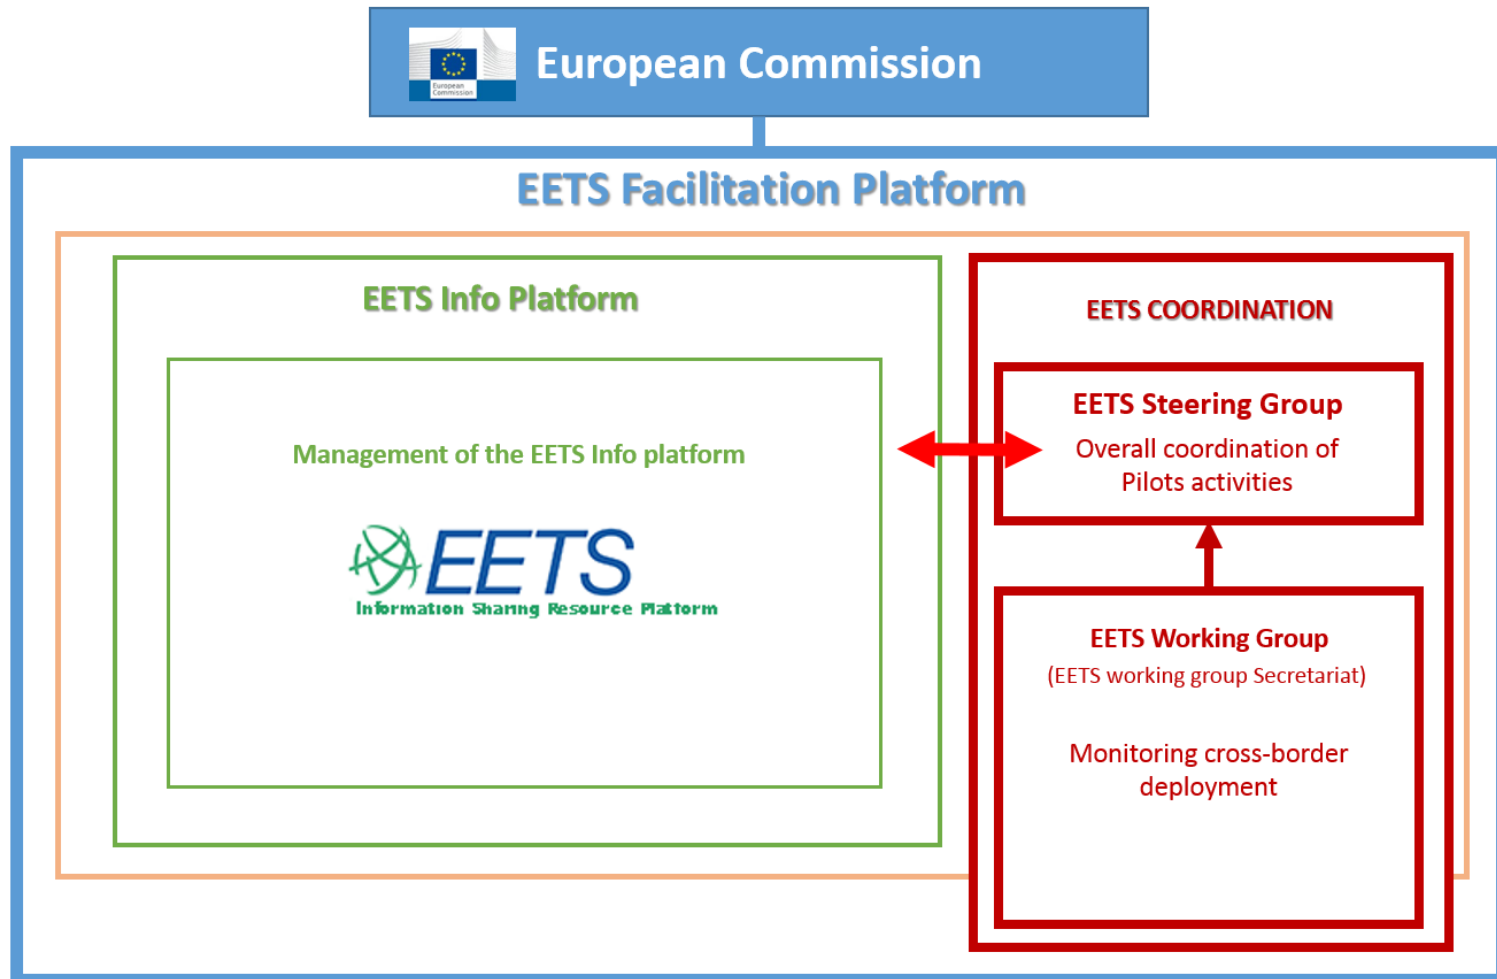 European Commission
European
Commission
EETS Facilitation Platform
EETS Info Platform
Management of the EETS Info platform
EETS
Information Sharing Resource Platform
EETS COORDINATION
EETS Steering Group
Overall coordination of
Pilots activities
EETS Working Group
(EETS working group Secretariat)
Monitoring cross-border
deployment